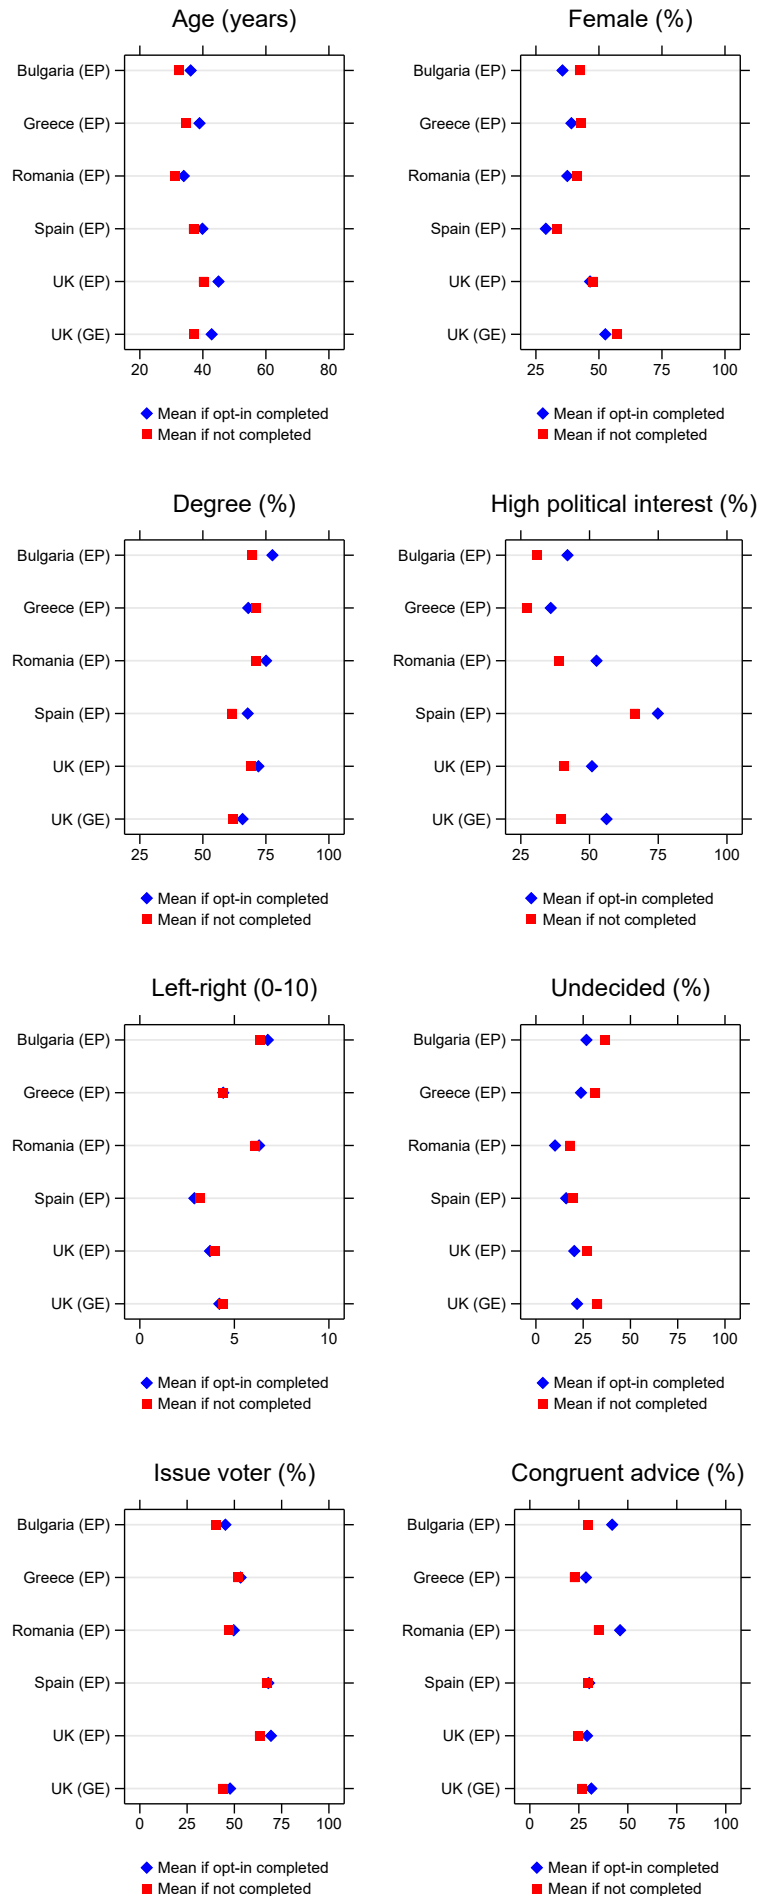 Age (years)
Bulgaria (EP)
Greece (EP)
Romania (EP)
Spain (EP)
UK (EP)
UK (GE)
20 40 60 80
Mean if opt-in completed
Mean if not completed
Female (%)
Bulgaria (EP)
Greece (EP)
Romania (EP)
Spain (EP)
UK (EP)
UK (GE)
25 50 75 100
Mean if opt-in completed
Mean if not completed
Degree (%)
Bulgaria (EP)
Greece (EP)
Romania (EP)
Spain (EP)
UK (EP)
UK (GE)
25 50 75 100
Mean if opt-in completed
Mean if not completed
High political interest (%)
Bulgaria (EP)
Greece (EP)
Romania (EP)
Spain (EP)
UK (EP)
UK (GE)
25 50 75 100
Mean if opt-in completed
Mean if not completed
Left-right (0-10)
Bulgaria (EP)
Greece (EP)
Romania (EP)
Spain (EP)
UK (EP)
UK (GE)
0 5 10
Mean if opt-in completed
Mean if not completed
Undecided (%)
Bulgaria (EP)
Greece (EP)
Romania (EP)
Spain (EP)
UK (EP)
UK (GE)
0 25 50 75 100
Mean if opt-in completed
Mean if not completed
Issue voter (%)
Bulgaria (EP)
Greece (EP)
Romania (EP)
Spain (EP)
UK (EP)
UK (GE)
0 25 50 75 100
Mean if opt-in completed
Mean if not completed
Congruent advice (%)
Bulgaria (EP)
Greece (EP)
Romania (EP)
Spain (EP)
UK (EP)
UK (GE)
0 25 50 75 100
Mean if opt-in completed
Mean if not completed